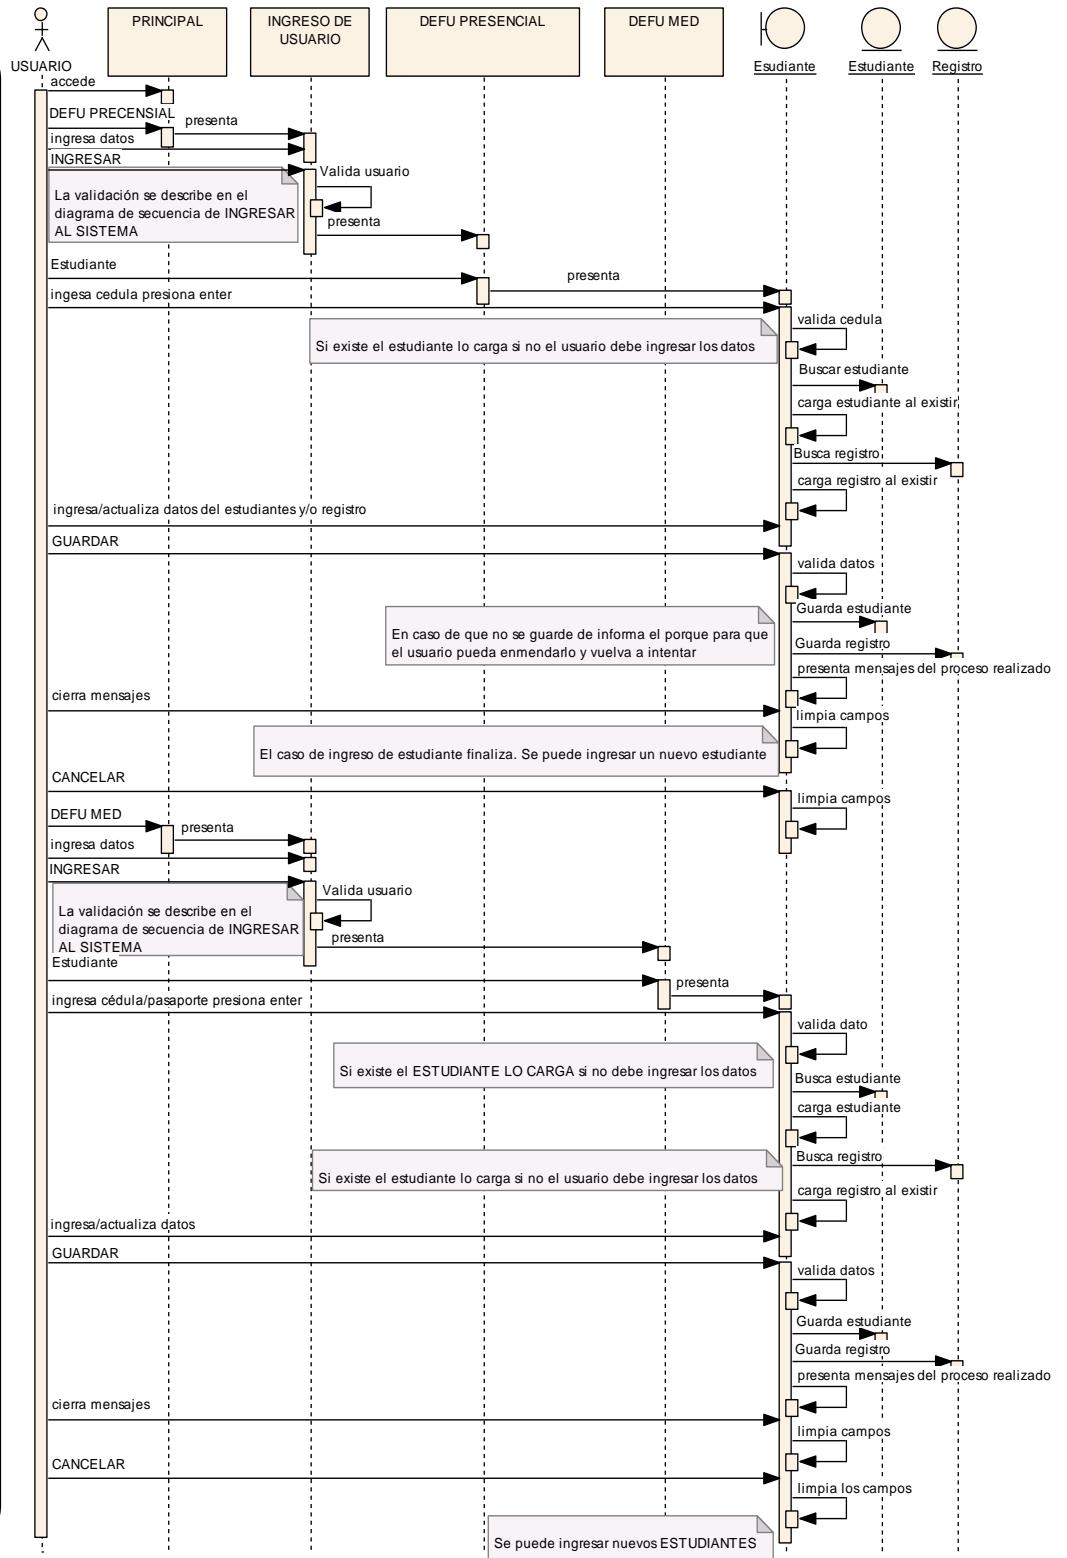 PRINCIPAL
INGRESO DE
USUARIO
DEFU PRESENCIAL
DEFU MED
USUARIO
Esudiante
Estudiante
Registro
accede
DEFU PRECENSIAL
presenta
ingresa datos
INGRESAR
Valida usuario
La validación se describe en el
diagrama de secuencia de INGRESAR
AL SISTEMA
presenta
Estudiante
presenta
ingesa cedula presiona enter
valida cedula
Si existe el estudiante lo carga si no el usuario debe ingresar los datos
Buscar estudiante
carga estudiante al existir
Busca registro
carga registro al existir
ingresa/actualiza datos del estudiantes y/o registro
GUARDAR
valida datos
Guarda estudiante
En caso de que no se guarde de informa el porque para que
el usuario pueda enmendarlo y vuelva a intentar
Guarda registro
presenta mensajes del proceso realizado
cierra mensajes
limpia campos
El caso de ingreso de estudiante finaliza. Se puede ingresar un nuevo estudiante
CANCELAR
limpia campos
DEFU MED
presenta
ingresa datos
INGRESAR
Valida usuario
La validación se describe en el
diagrama de secuencia de INGRESAR
AL SISTEMA
presenta
Estudiante
presenta
ingresa cédula/pasaporte presiona enter
valida dato
Si existe el ESTUDIANTE LO CARGA si no debe ingresar los datos
Busca estudiante
carga estudiante
Busca registro
Si existe el estudiante lo carga si no el usuario debe ingresar los datos
carga registro al existir
ingresa/actualiza datos
GUARDAR
valida datos
Guarda estudiante
Guarda registro
presenta mensajes del proceso realizado
cierra mensajes
limpia campos
CANCELAR
limpia los campos
Se puede ingresar nuevos ESTUDIANTES